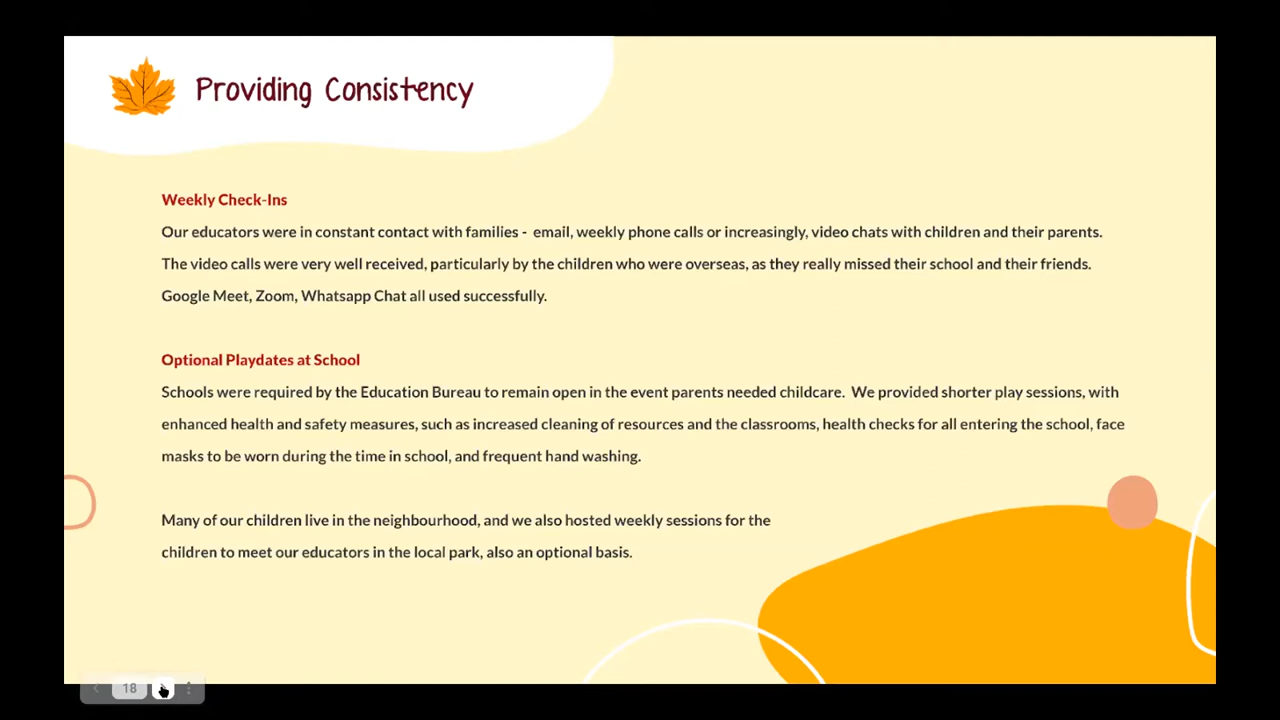 Providing Consistency
Weekly Check-Ins
Our educators were in constant contact with families - email, weekly phone calls or increasingly, video chats with children and their parents.
The video calls were very well received, particularly by the children who were overseas, as they really missed their school and their friends.
Google Meet, Zoom, Whatsapp Chat all used successfully.
Optional Playdates at School
Schools were required by the Education Bureau to remain open in the event parents needed childcare. We provided shorter play sessions, with
enhanced health and safety measures, such as increased cleaning of resources and the classrooms, health checks for all entering the school, face
masks to be worn during the time in school, and frequent hand washing.
Many of our children live in the neighbourhood, and we also hosted weekly sessions for the
children to meet our educators in the local park, also an optional basis.
18